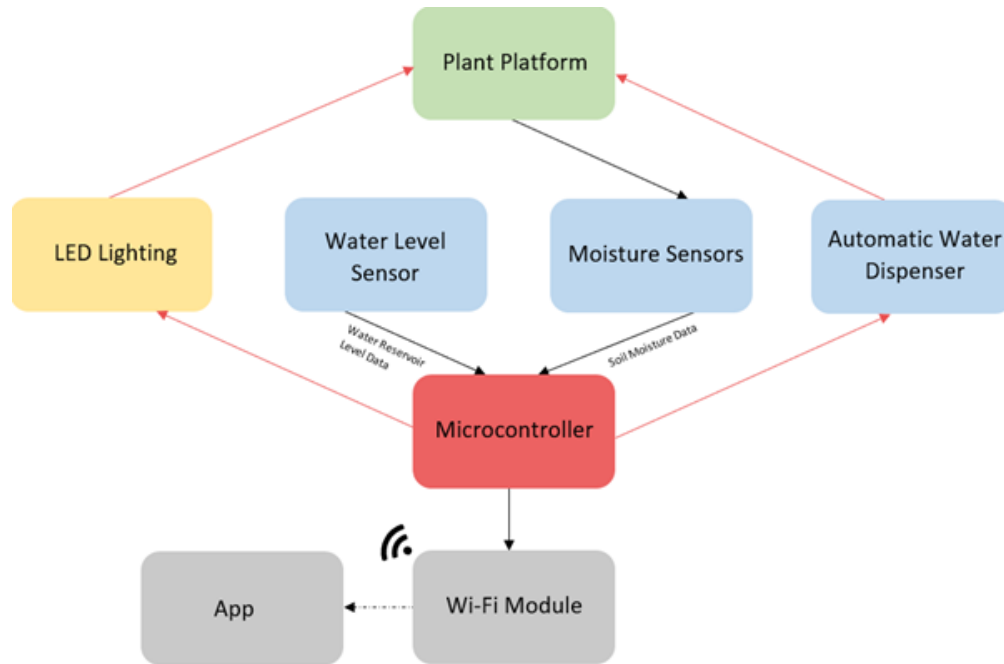 Plant Platform
LED Lighting
Water Level
Sensor
Moisture Sensors
Automatic Water
Dispenser
Water Reservoir
Level Data
Soil Moisture Data
Microcontroller
App
Wi-Fi Module